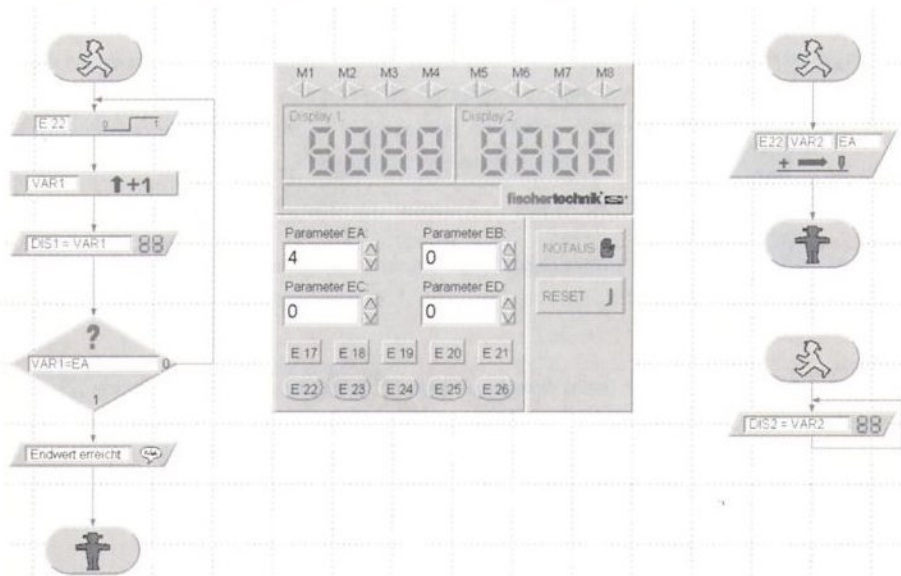 E 22 0 1
VAR1 +1
DIS1 = VAR1
?
VAR1=EA 0
1
Endwert erreicht
M1 M2 M3 M4 M5 M6 M7 M8
Display 1 Display 2
8888 8888
fischertechnik
Parameter EA: Parameter EB:
4 0
Parameter EC: Parameter ED:
0 0
NOTAUS
RESET
E 17 E 18 E 19 E 20 E 21
E 22 E 23 E 24 E 25 E 26
E22 VAR2 EA
+
DIS2 = VAR2